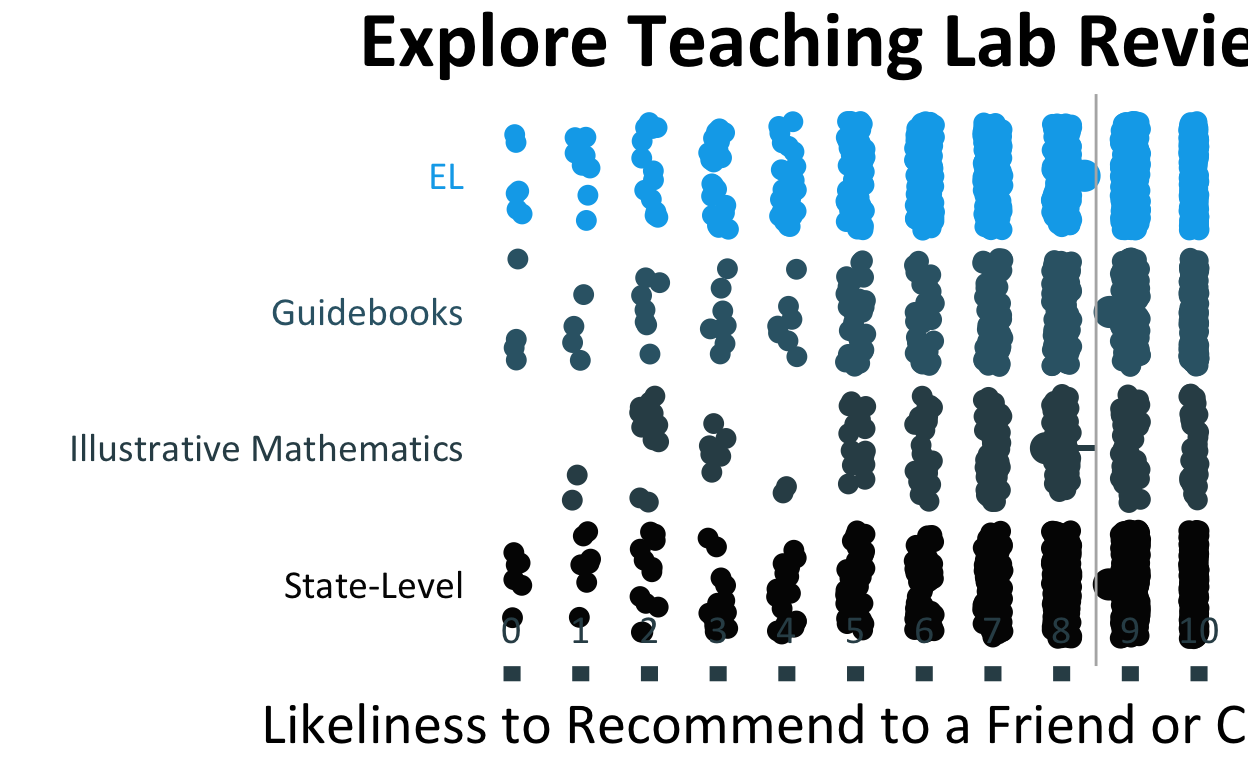 Explore Teaching Lab Revie
EL
Guidebooks
Illustrative Mathematics
State-Level
0 1 2 3 4 5 6 7 8 9 10
Likeliness to Recommend to a Friend or C